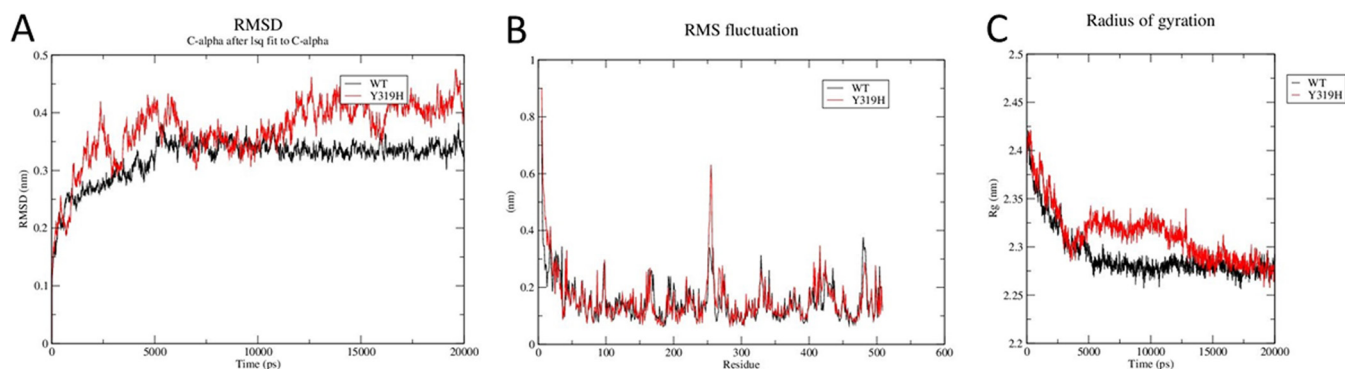 A
RMSD
C-alpha after lsq fit to C-alpha
0.5
0.4
0.3
0.2
0.1
0
RMSD (nm)
0
5000
10000
15000
20000
Time (ps)
WT
Y319H
B
RMS fluctuation
1
0.8
0.6
0.4
0.2
0
(nm)
0
100
200
300
400
500
600
Residue
WT
Y319H
C
Radius of gyration
2.5
2.45
2.4
2.35
2.3
2.25
2.2
Rg (nm)
0
5000
10000
15000
20000
Time (ps)
WT
Y319H